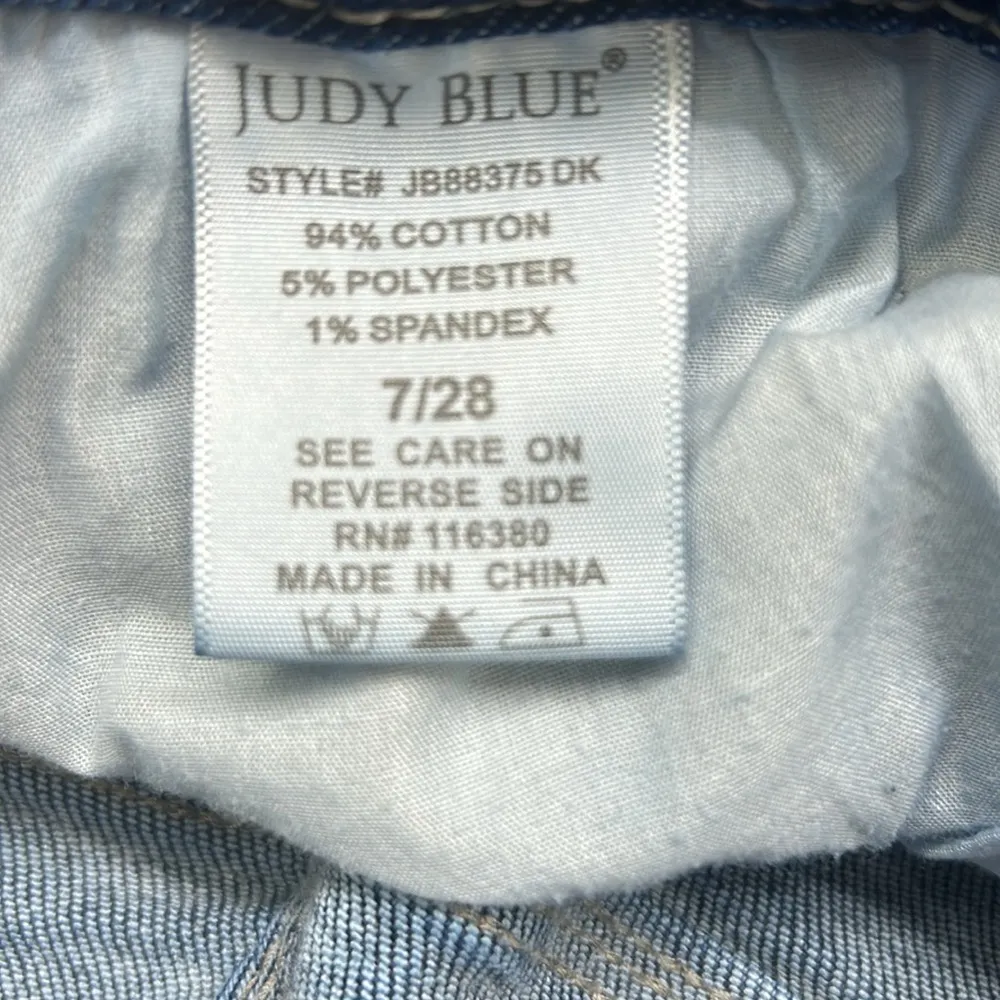 JUDY BLUE®
STYLE# JB88375 DK
94% COTTON
5% POLYESTER
1% SPANDEX
7/28
SEE CARE ON
REVERSE SIDE
RN# 116380
MADE IN CHINA